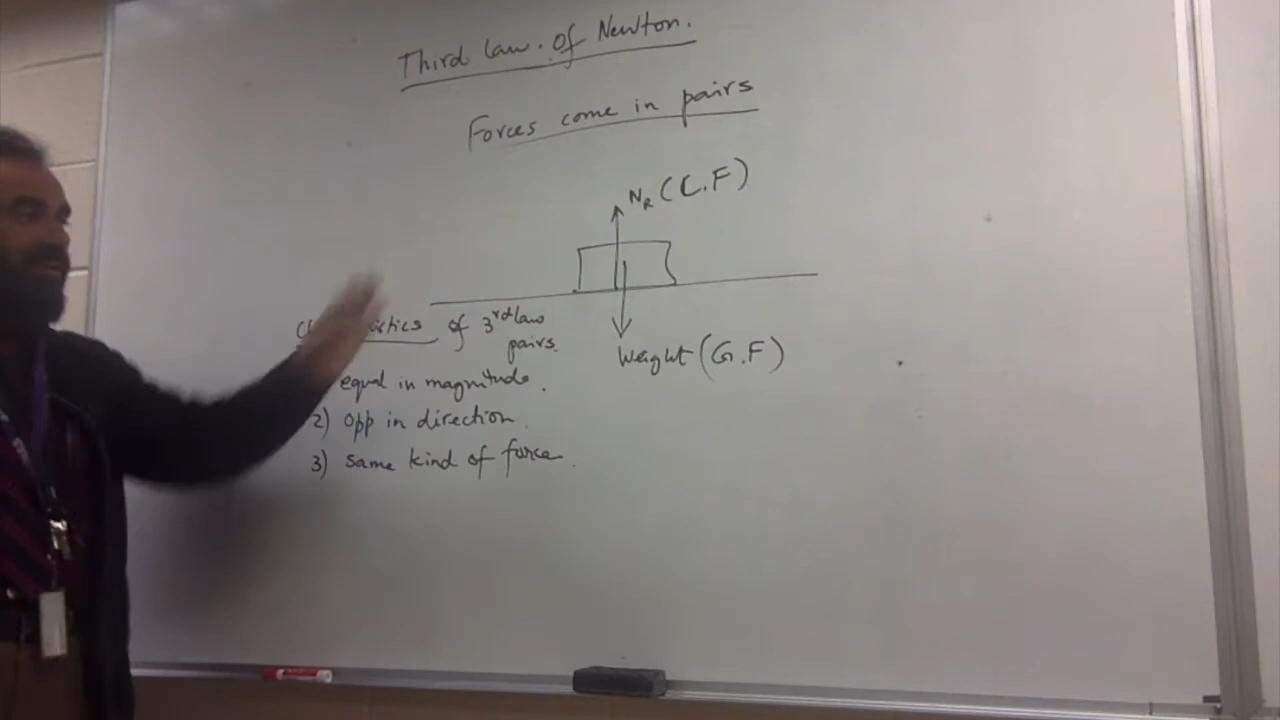 Third law. of Newton.
Forces come in pairs
NR (C.F)
of 3rd law
pairs.
Weight (G.F)
equal in magnitude.
2) opp in direction.
3) same kind of force.